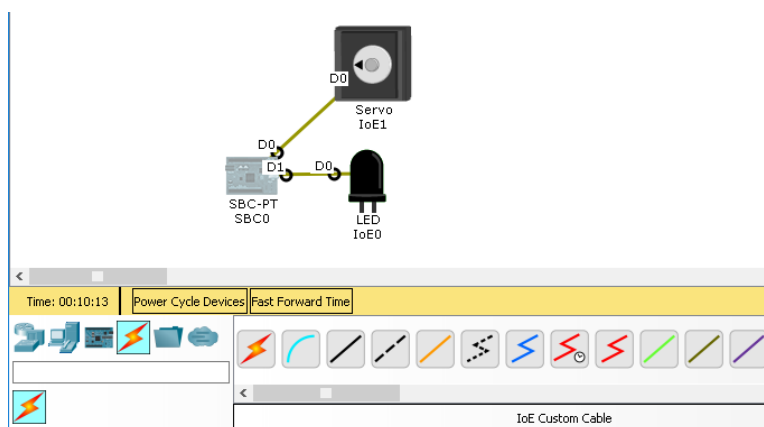 D0
Servo
IoE1
D0
D1
D0
SBC-PT
SBC0
LED
IoE0
Time: 00:10:13
Power Cycle Devices
Fast Forward Time
IoE Custom Cable